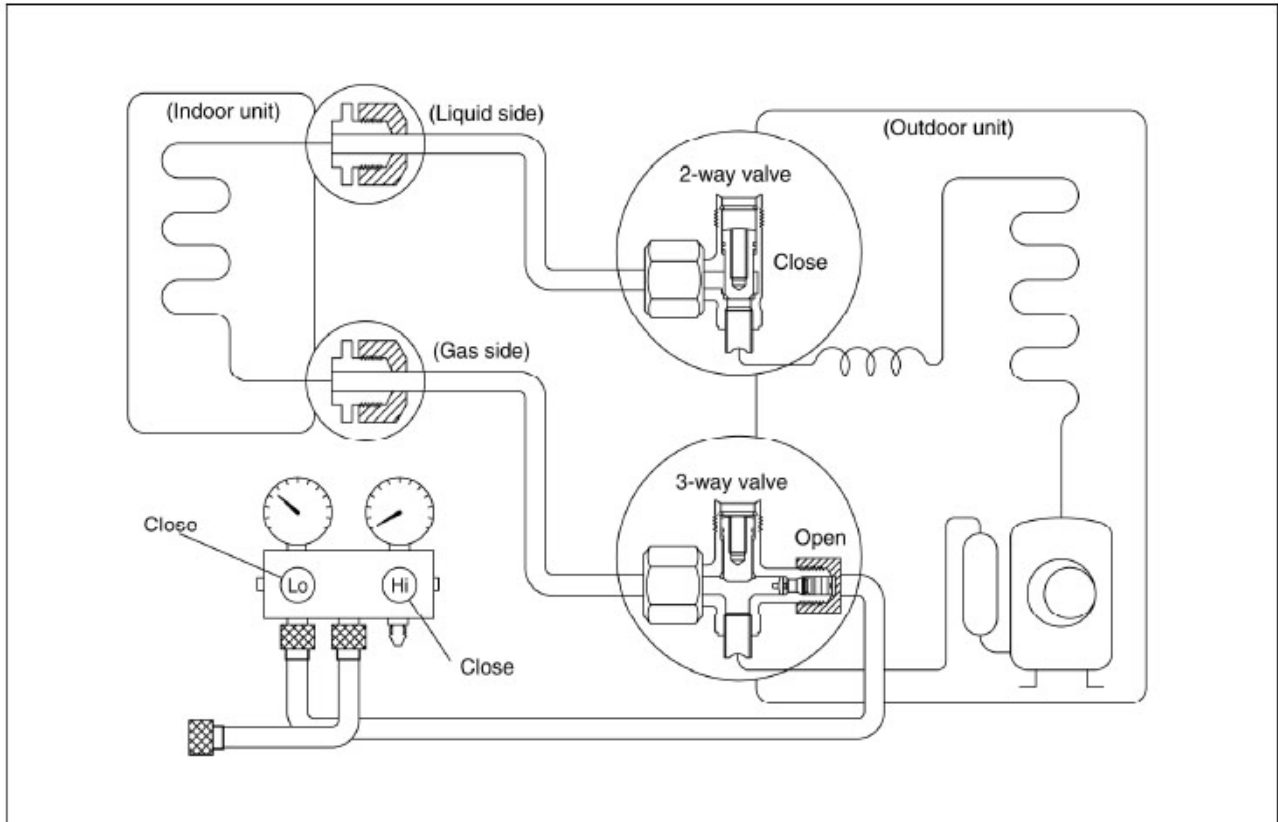 (Indoor unit)
(Liquid side)
(Outdoor unit)
2-way valve
Close
(Gas side)
3-way valve
Open
Close
Lo
Hi
Close